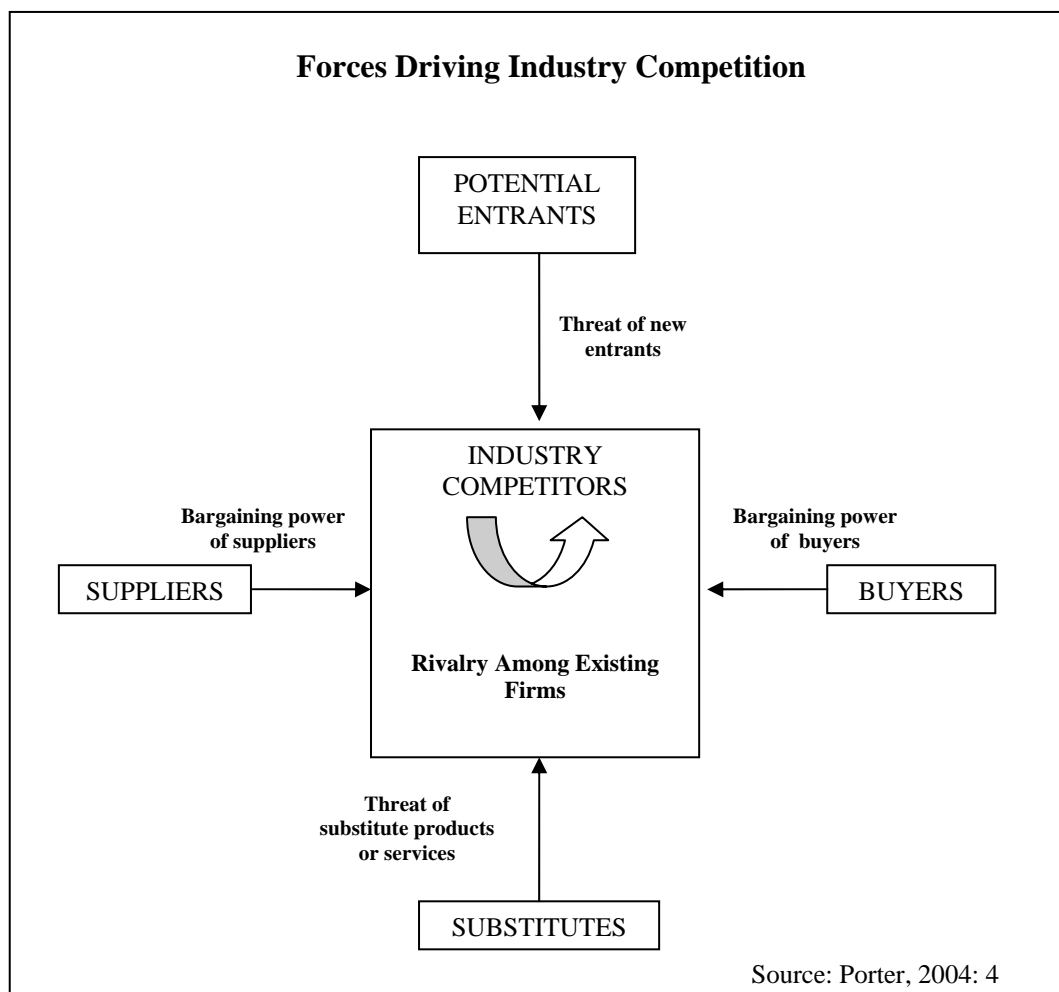 Forces Driving Industry Competition
POTENTIAL
ENTRANTS
Threat of new
entrants
INDUSTRY
COMPETITORS
Bargaining power
of suppliers
SUPPLIERS
Bargaining power
of buyers
BUYERS
Rivalry Among Existing
Firms
Threat of
substitute products
or services
SUBSTITUTES
Source: Porter, 2004: 4